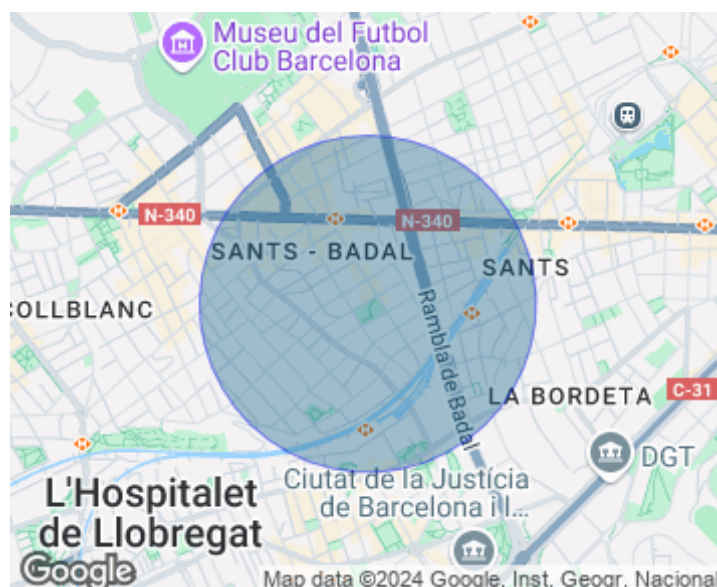 Museu del Futbol
Club Barcelona
N-340
N-340
SANTS - BADAL
SANTS
COLLBLANC
Rambla de Badal
LA BORDETA
C-31
DGT
L'Hospitalet
de Llobregat
Ciutat de la Justícia
de Barcelona i l...
Google
Map data ©2024 Google, Inst. Geogr. Nacional